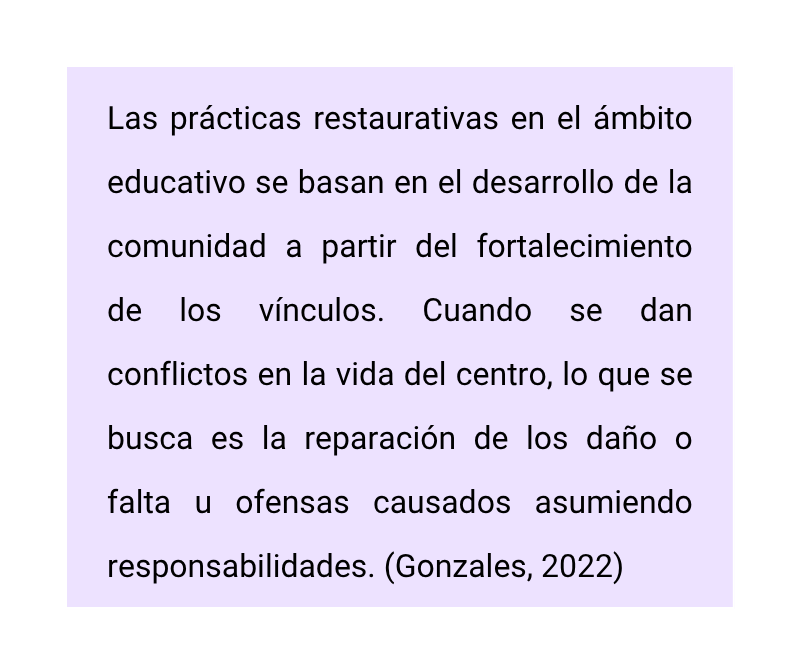 Las prácticas restaurativas en el ámbito
educativo se basan en el desarrollo de la
comunidad a partir del fortalecimiento
de los vínculos. Cuando se dan
conflictos en la vida del centro, lo que se
busca es la reparación de los daño o
falta u ofensas causados asumiendo
responsabilidades. (Gonzales, 2022)